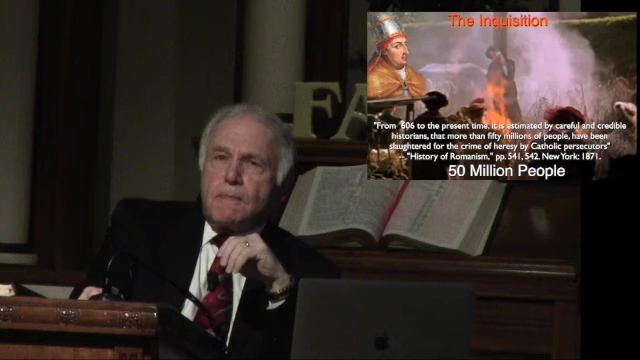 The Inquisition
"From '606 to the present time, it is estimated by careful and credible
historians, that more than fifty millions of people, have been
slaughtered for the crime of heresy by Catholic persecutors"
"History of Romanism," pp. 541, 542. New York: 1871.
50 Million People
FA